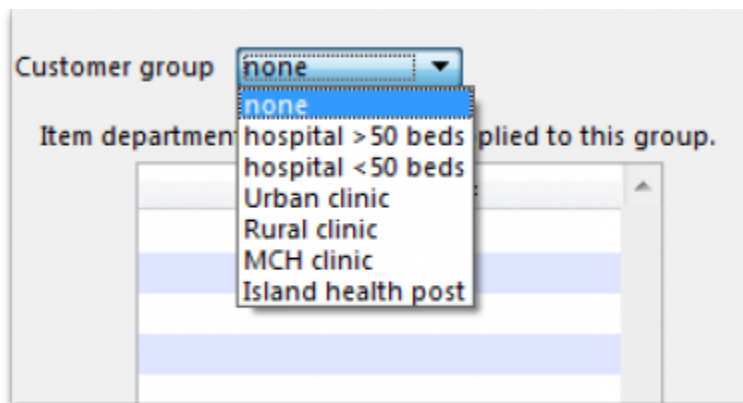 Customer group none
none
Item departmen plied to this group.
hospital >50 beds
hospital <50 beds
Urban clinic
Rural clinic
MCH clinic
Island health post